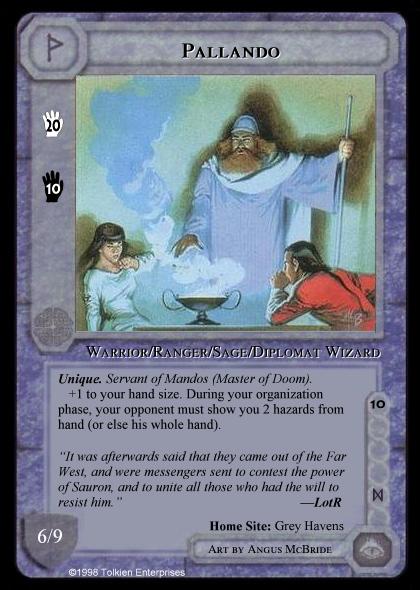 ᚹ
PALLANDO
20
10
WARRIOR/RANGER/SAGE/DIPLOMAT WIZARD
Unique. Servant of Mandos (Master of Doom).
+1 to your hand size. During your organization
phase, your opponent must show you 2 hazards from
hand (or else his whole hand).
10
“It was afterwards said that they came out of the Far
West, and were messengers sent to contest the power
of Sauron, and to unite all those who had the will to
resist him.” —LotR
ᛞ
Home Site: Grey Havens
6/9
ART BY ANGUS MCBRIDE
©1998 Tolkien Enterprises